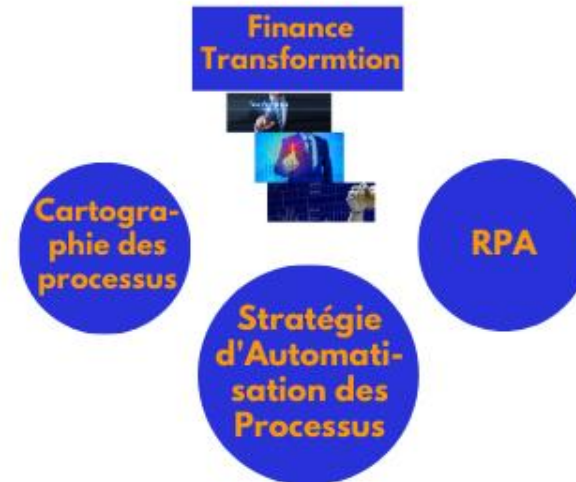 Finance
Transformtion
Cartogra-
phie des
processus
RPA
Stratégie
d'Automati-
sation des
Processus